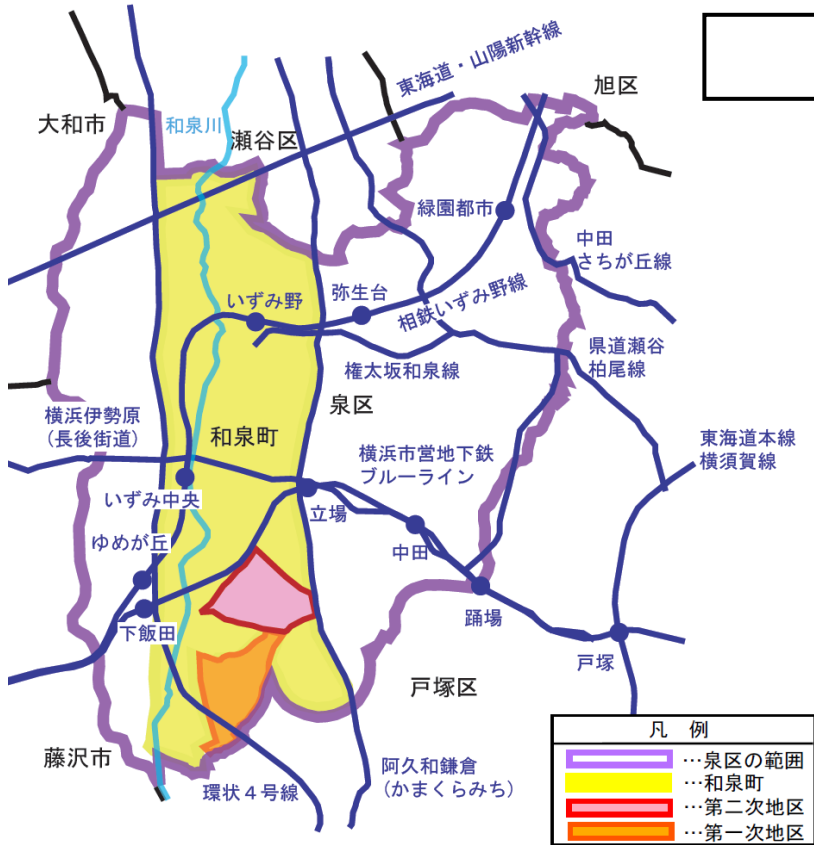 東海道・山陽新幹線
旭区
大和市
和泉川
瀬谷区
緑園都市
中田
さちが丘線
いずみ野
弥生台
相鉄いずみ野線
県道瀬谷
柏尾線
権太坂和泉線
泉区
横浜伊勢原
(長後街道)
和泉町
横浜市営地下鉄
ブルーライン
東海道本線
横須賀線
いずみ中央
立場
中田
ゆめが丘
踊場
下飯田
戸塚
戸塚区
藤沢市
環状4号線
阿久和鎌倉
(かまくらみち)
凡 例
…泉区の範囲
…和泉町
…第二次地区
…第一次地区